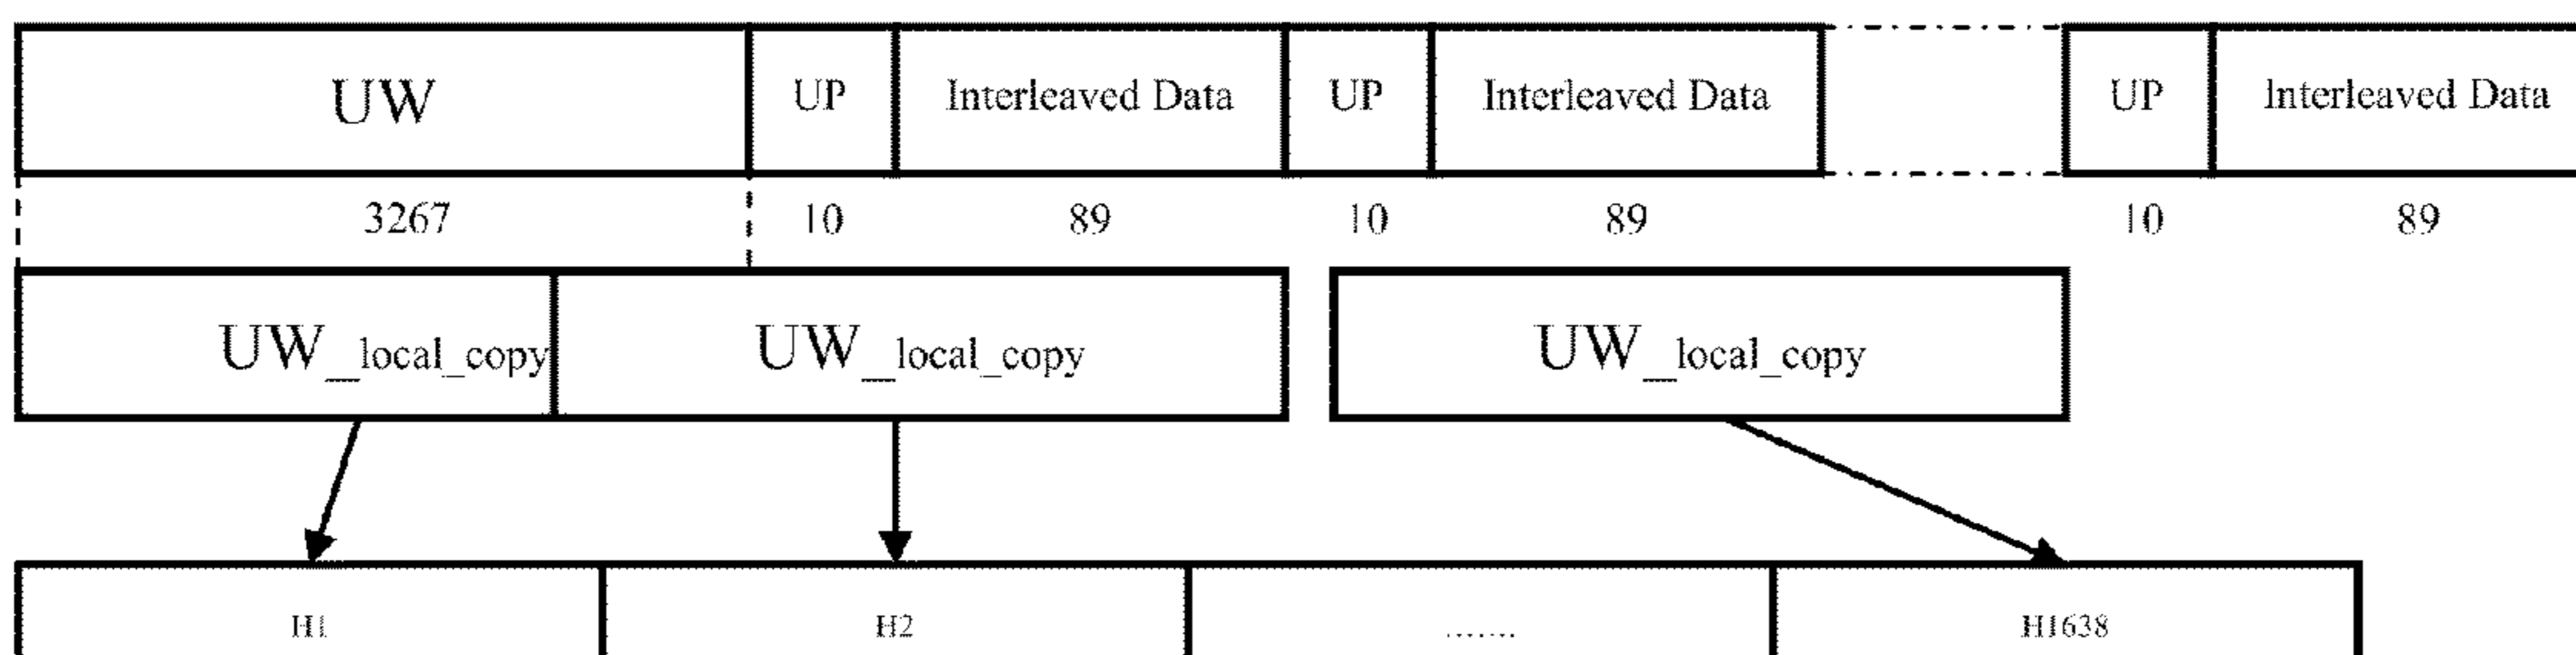 UW UP Interleaved Data UP Interleaved Data UP Interleaved Data
3267 10 89 10 89 10 89
UW_local_copy UW_local_copy UW_local_copy
H1 H2 ....... H1638